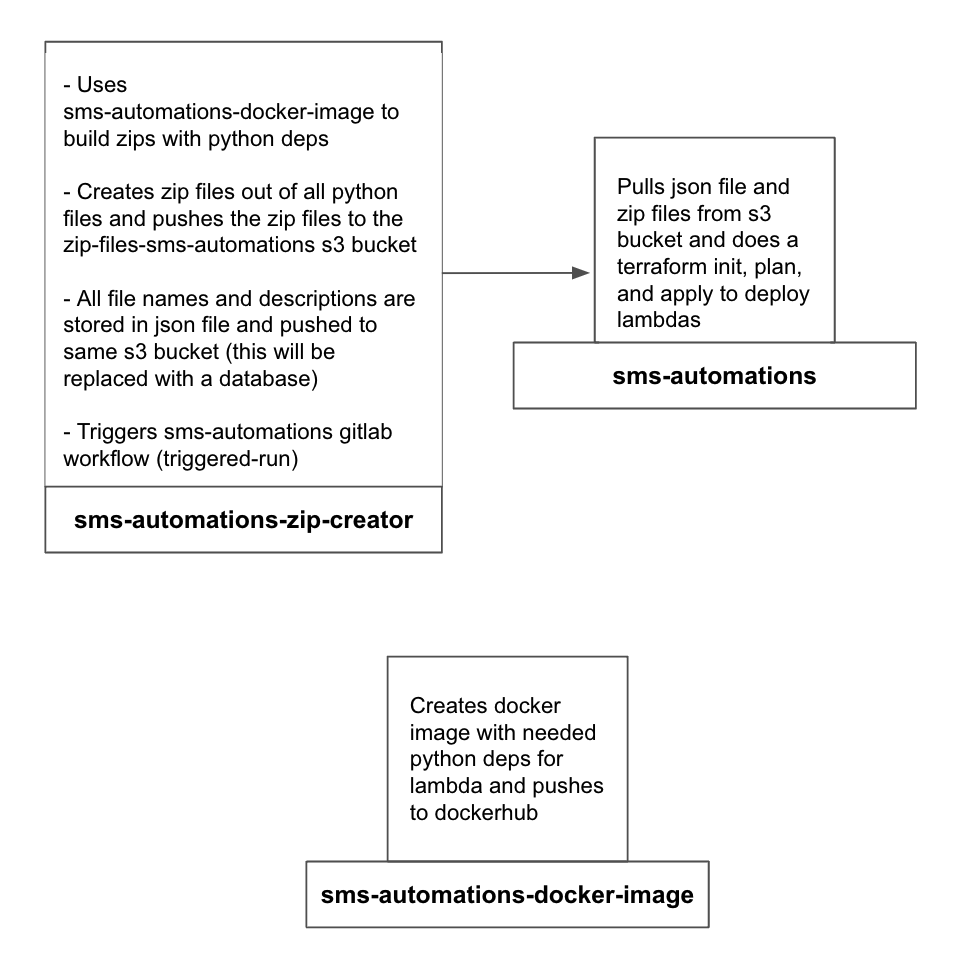 - Uses
sms-automations-docker-image to
build zips with python deps
- Creates zip files out of all python
files and pushes the zip files to the
zip-files-sms-automations s3 bucket
- All file names and descriptions are
stored in json file and pushed to
same s3 bucket (this will be
replaced with a database)
- Triggers sms-automations gitlab
workflow (triggered-run)
sms-automations-zip-creator
Pulls json file and
zip files from s3
bucket and does a
terraform init, plan,
and apply to deploy
lambdas
sms-automations
Creates docker
image with needed
python deps for
lambda and pushes
to dockerhub
sms-automations-docker-image